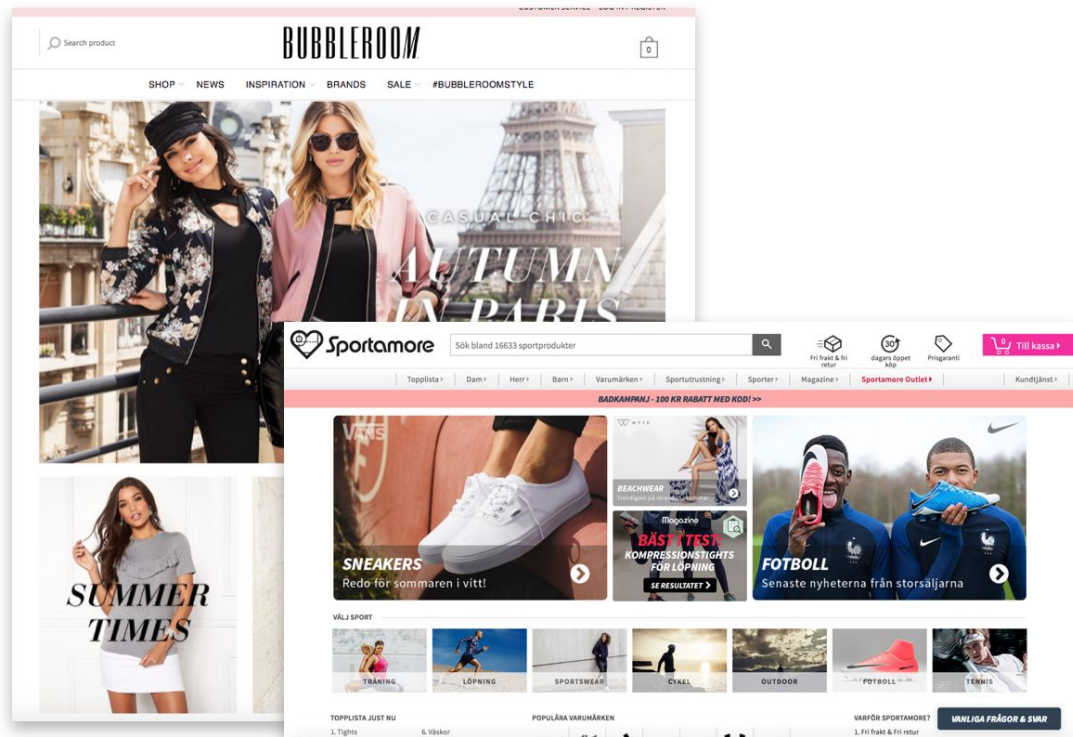 CUSTOMER SERVICE LOG IN / REGISTER
Search product
BUBBLEROOM
0
SHOP NEWS INSPIRATION BRANDS SALE #BUBBLEROOMSTYLE
CASUAL CHIC
AUTUMN
IN PARIS
SUMMER
TIMES
Sportamore
Sök bland 16633 sportprodukter
Fri frakt & fri
retur
30
dagars öppet
köp
Prisgaranti
0
Till kassa
Topplista Dam Herr Barn Varumärken Sportutrustning Sporter Magazine Sportamore Outlet Kundtjänst
BADKAMPANJ - 100 KR RABATT MED KOD! >>
VANS
SNEAKERS
Redo för sommaren i vitt!
WYTE
BEACHWEAR
Trendigast på stranden i sommar
Magazine
BÄST I TEST:
KOMPRESSIONSTIGHTS
FÖR LÖPNING
SE RESULTATET
FOTBOLL
Senaste nyheterna från storsäljarna
VÄLJ SPORT
TRÄNING LÖPNING SPORTSWEAR CYKEL OUTDOOR FOTBOLL TENNIS
TOPPLISTA JUST NU
1. Tights 6. Väskor
POPULÄRA VARUMÄRKEN
VARFÖR SPORTAMORE?
1. Fri frakt & Fri retur
VANLIGA FRÅGOR & SVAR